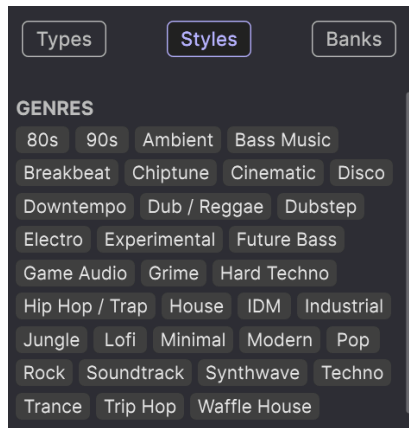 Types Styles Banks
GENRES
80s 90s Ambient Bass Music
Breakbeat Chiptune Cinematic Disco
Downtempo Dub / Reggae Dubstep
Electro Experimental Future Bass
Game Audio Grime Hard Techno
Hip Hop / Trap House IDM Industrial
Jungle Lofi Minimal Modern Pop
Rock Soundtrack Synthwave Techno
Trance Trip Hop Waffle House